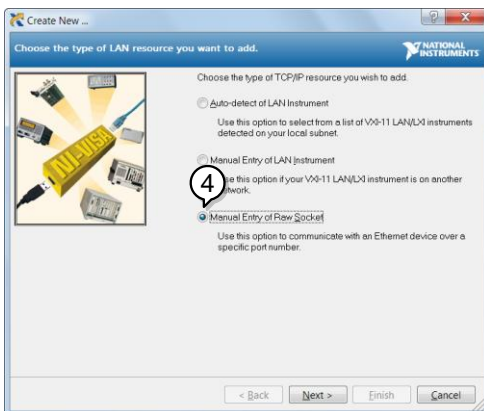 Create New ...
Choose the type of LAN resource you want to add.
NATIONAL
INSTRUMENTS
Choose the type of TCP/IP resource you wish to add.
Auto-detect of LAN Instrument
Use this option to select from a list of VXI-11 LAN/LXI instruments
detected on your local subnet.
Manual Entry of LAN Instrument
this option if your VXI-11 LAN/LXI instrument is on another
4
Manual Entry of Raw Socket
Use this option to communicate with an Ethernet device over a
specific port number.
NI-VISA
< Back
Next >
Finish
Cancel